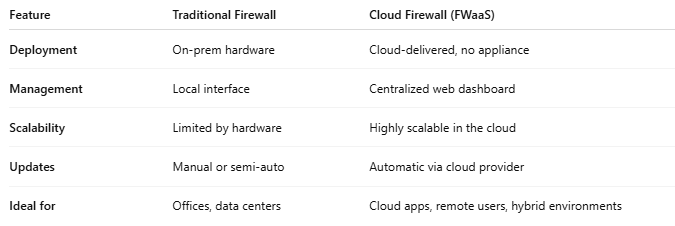 Feature Traditional Firewall Cloud Firewall (FWaaS)
Deployment On-prem hardware Cloud-delivered, no appliance
Management Local interface Centralized web dashboard
Scalability Limited by hardware Highly scalable in the cloud
Updates Manual or semi-auto Automatic via cloud provider
Ideal for Offices, data centers Cloud apps, remote users, hybrid environments